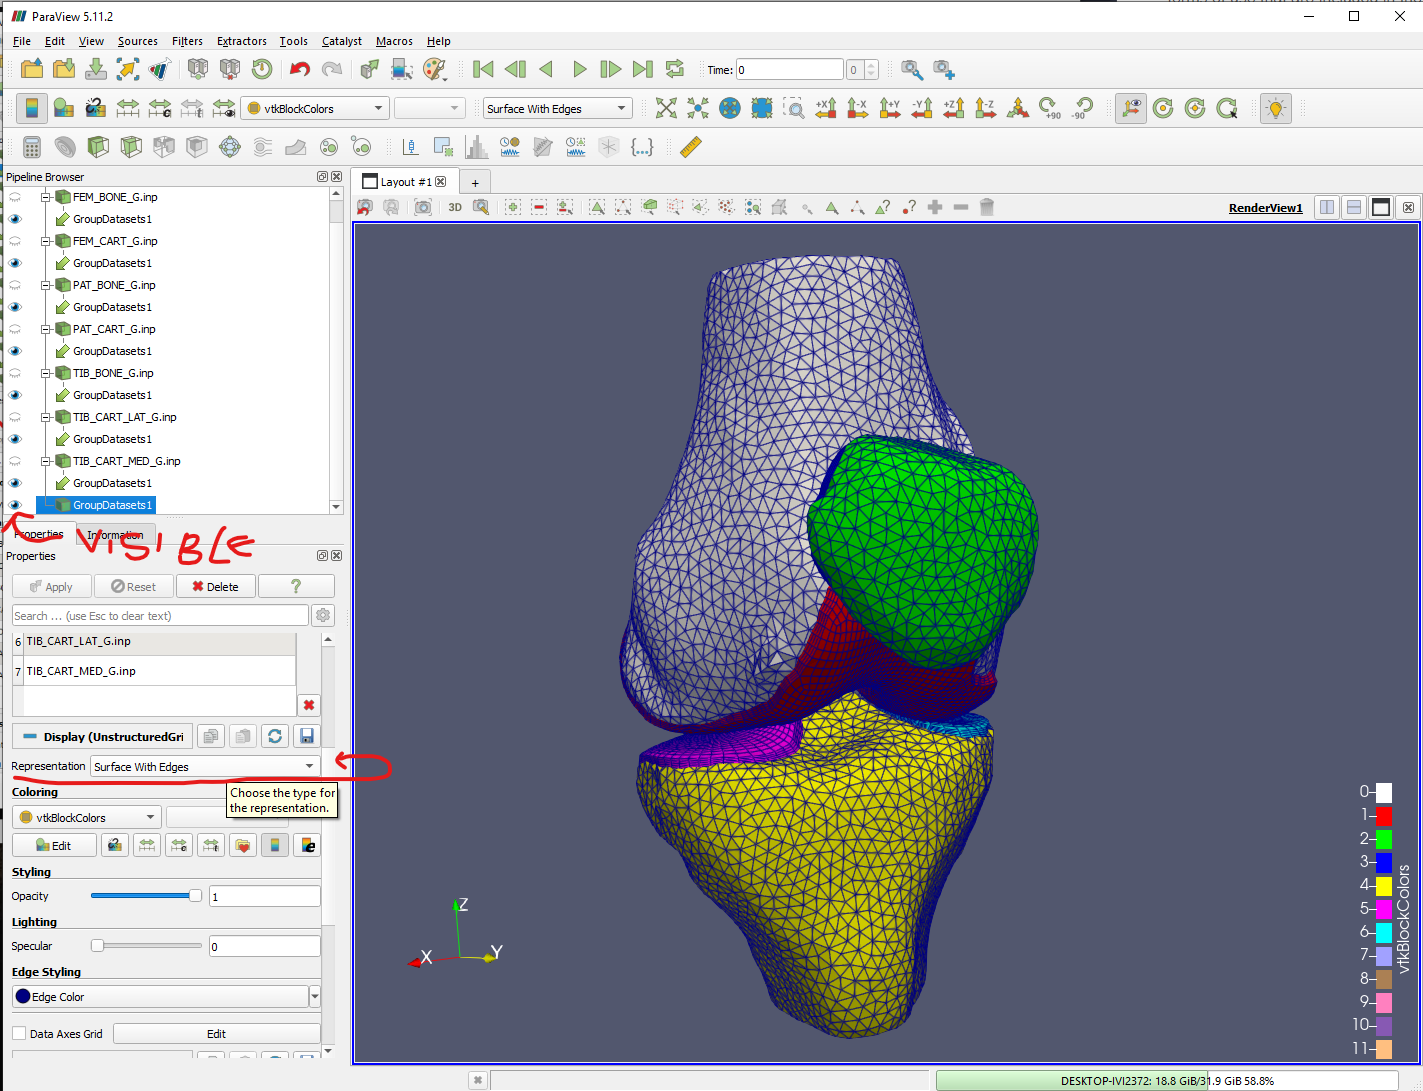 ParaView 5.11.2
File Edit View Sources Filters Extractors Tools Catalyst Macros Help
Time: 0 0
vtkBlockColors Surface With Edges +X -X +Y -Y +Z -Z +90 -90
Pipeline Browser
Layout #1 +
3D RenderView1
FEM_BONE_G.inp
GroupDatasets1
FEM_CART_G.inp
GroupDatasets1
PAT_BONE_G.inp
GroupDatasets1
PAT_CART_G.inp
GroupDatasets1
TIB_BONE_G.inp
GroupDatasets1
TIB_CART_LAT_G.inp
GroupDatasets1
TIB_CART_MED_G.inp
GroupDatasets1
GroupDatasets1
Properties Information
VISIBLE
Properties
Apply Reset Delete ?
Search ... (use Esc to clear text)
6 TIB_CART_LAT_G.inp
7 TIB_CART_MED_G.inp
Display (UnstructuredGri
Representation Surface With Edges
Choose the type for
the representation.
Coloring
vtkBlockColors
Edit
Styling
Opacity 1
Lighting
Specular 0
Edge Styling
Edge Color
Data Axes Grid Edit
Z
X Y
0
1
2
3
4
5
6
7
8
9
10
11
vtkBlockColors
DESKTOP-IVI2372: 18.8 GiB/31.9 GiB 58.8%